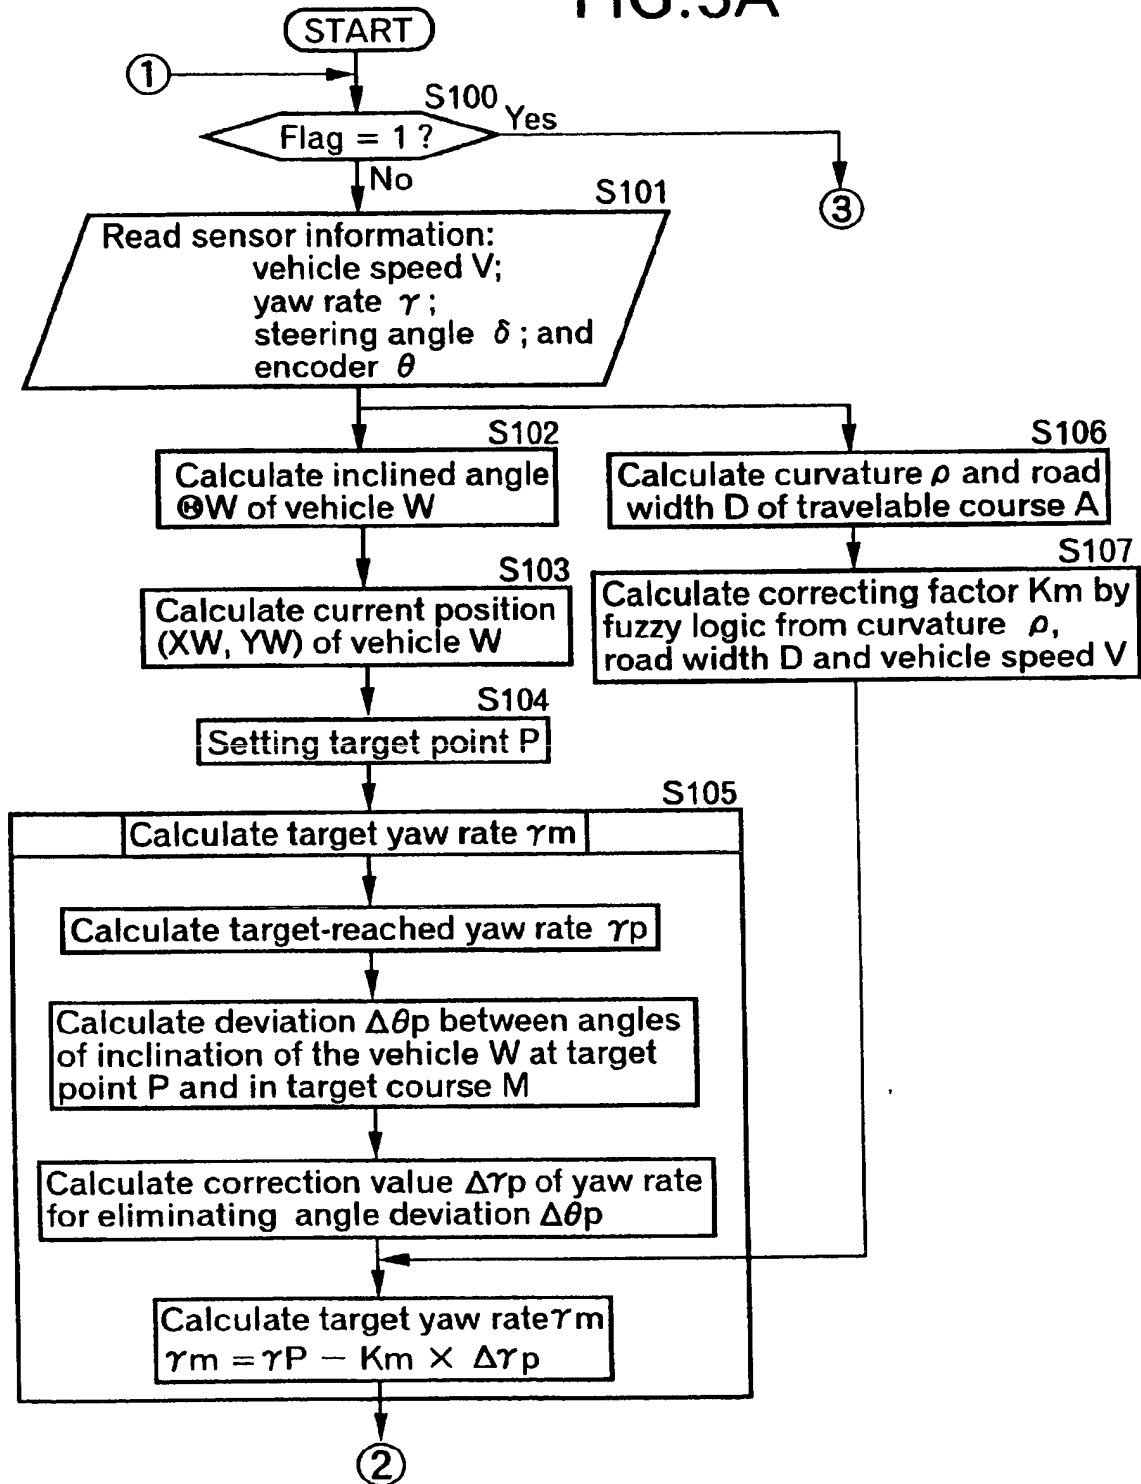 FIG.5A
START
1
S100
Flag = 1 ?
Yes
No
3
S101
Read sensor information:
vehicle speed V;
yaw rate γ ;
steering angle δ ; and
encoder θ
S102
Calculate inclined angle
ΘW of vehicle W
S106
Calculate curvature ρ and road
width D of travelable course A
S103
Calculate current position
(XW, YW) of vehicle W
S107
Calculate correcting factor Km by
fuzzy logic from curvature ρ,
road width D and vehicle speed V
S104
Setting target point P
S105
Calculate target yaw rate γm
Calculate target-reached yaw rate γp
Calculate deviation Δθp between angles
of inclination of the vehicle W at target
point P and in target course M
Calculate correction value Δγp of yaw rate
for eliminating angle deviation Δθp
Calculate target yaw rate γm
γm = γP − Km × Δγp
2